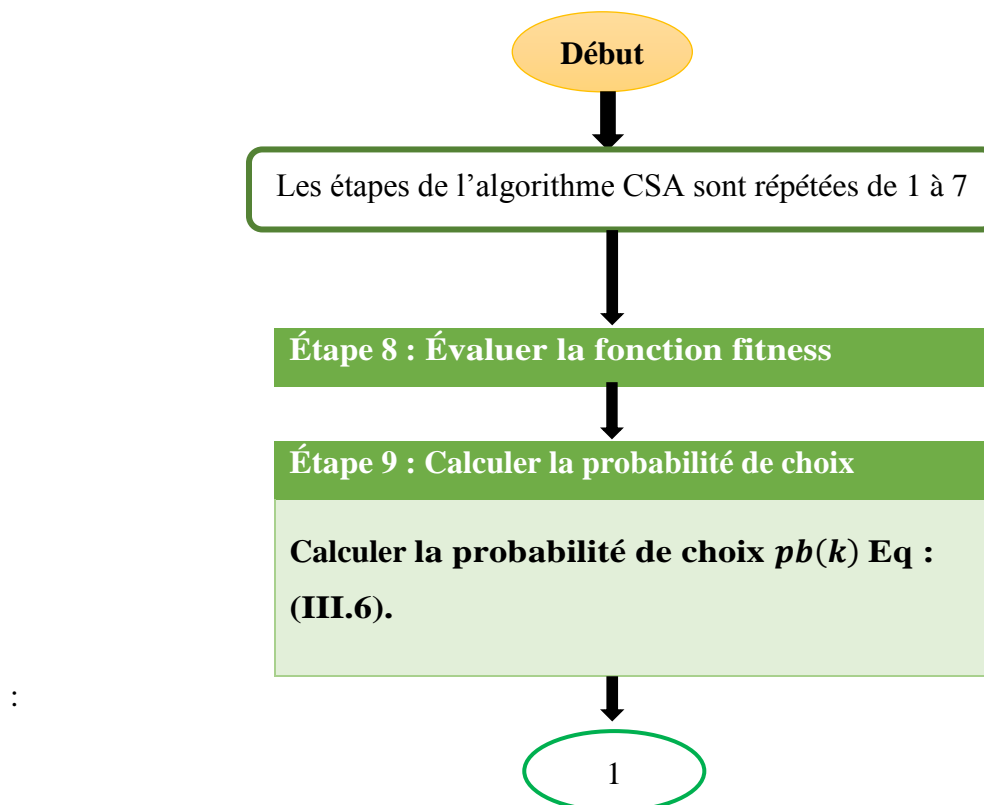 Début
Les étapes de l’algorithme CSA sont répétées de 1 à 7
Étape 8 : Évaluer la fonction fitness
Étape 9 : Calculer la probabilité de choix
Calculer la probabilité de choix 𝒑𝒃(𝒌) Eq :
(III.6).
:
1